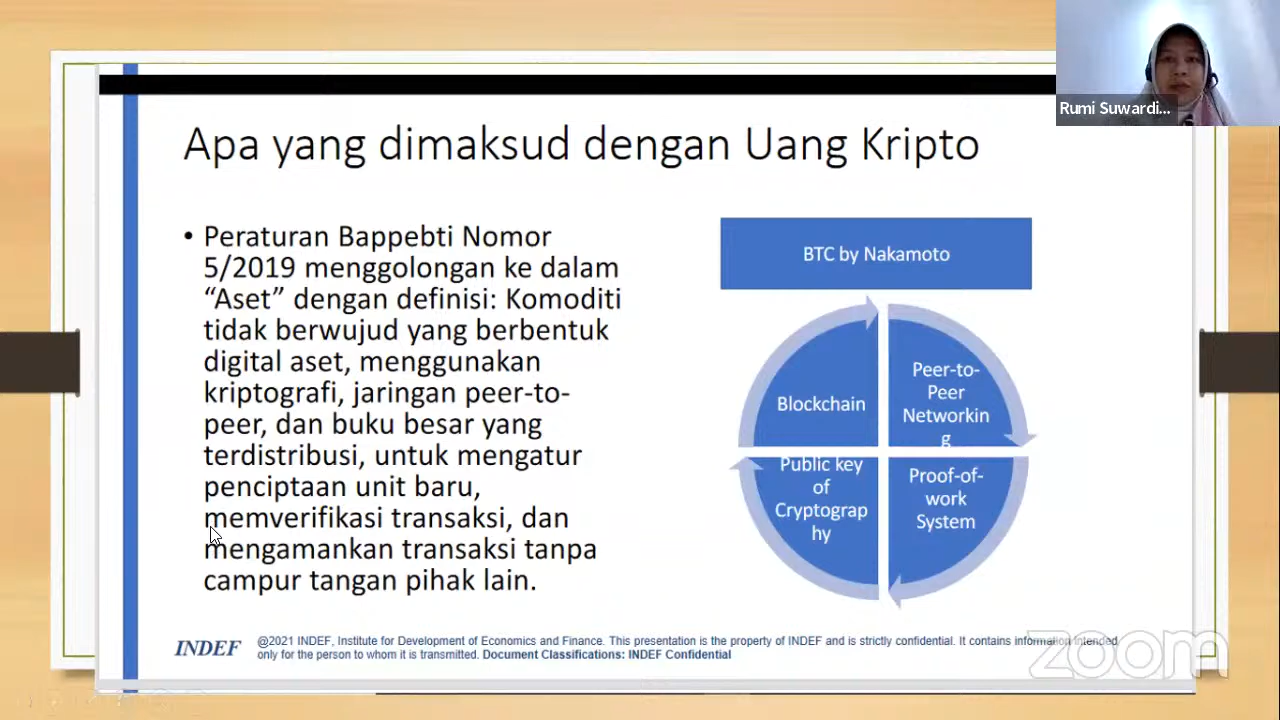 Rumi Suwardi...
Apa yang dimaksud dengan Uang Kripto
• Peraturan Bappebti Nomor
5/2019 menggolongan ke dalam
“Aset” dengan definisi: Komoditi
tidak berwujud yang berbentuk
digital aset, menggunakan
kriptografi, jaringan peer-to-
peer, dan buku besar yang
terdistribusi, untuk mengatur
penciptaan unit baru,
memverifikasi transaksi, dan
mengamankan transaksi tanpa
campur tangan pihak lain.
BTC by Nakamoto
Blockchain
Peer-to-
Peer
Networkin
g
Public key
of
Cryptograp
hy
Proof-of-
work
System
INDEF
@2021 INDEF, Institute for Development of Economics and Finance. This presentation is the property of INDEF and is strictly confidential. It contains information intended
only for the person to whom it is transmitted. Document Classifications: INDEF Confidential
zoom